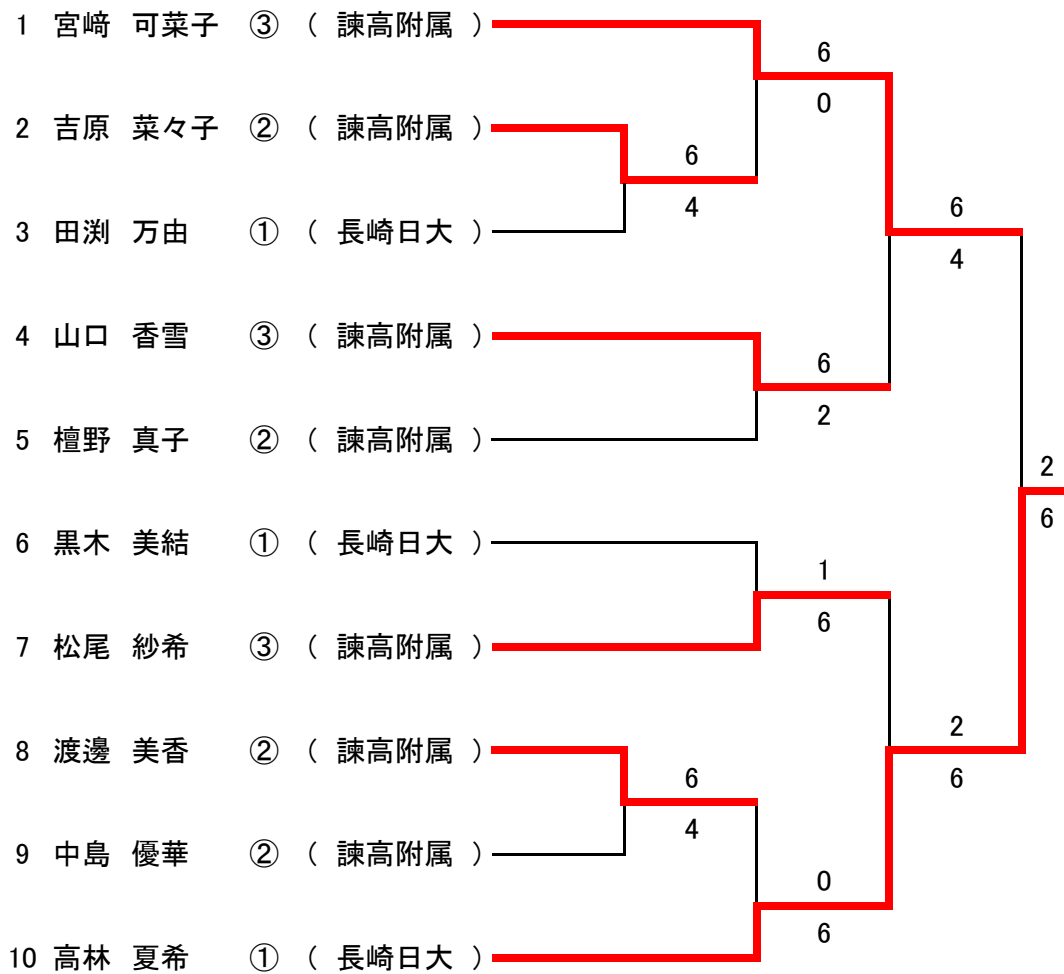 1 宮﨑 可菜子 ③ ( 諫高附属 )
6
0
2 吉原 菜々子 ② ( 諫高附属 )
6
4
3 田渕 万由 ① ( 長崎日大 )
6
4
4 山口 香雪 ③ ( 諫高附属 )
6
2
5 檀野 真子 ② ( 諫高附属 )
2
6
6 黒木 美結 ① ( 長崎日大 )
1
6
7 松尾 紗希 ③ ( 諫高附属 )
2
6
8 渡邊 美香 ② ( 諫高附属 )
6
4
9 中島 優華 ② ( 諫高附属 )
0
6
10 高林 夏希 ① ( 長崎日大 )